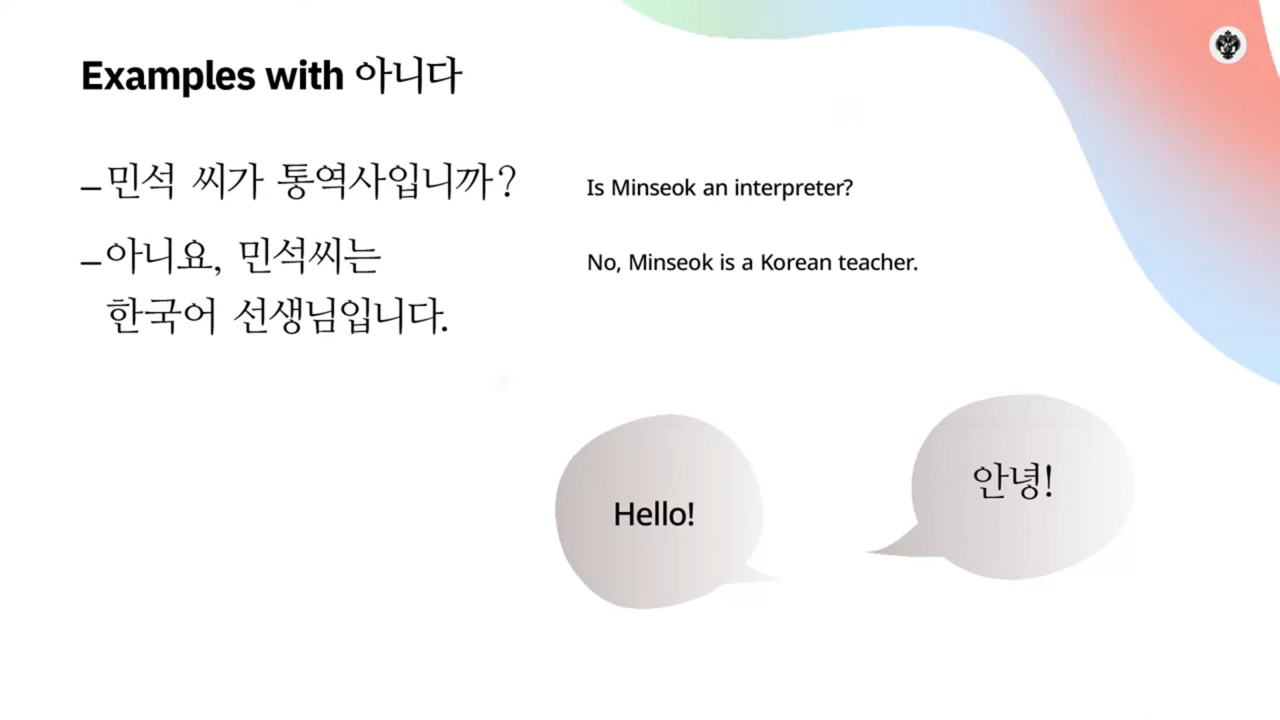 Examples with 아니다
–민석 씨가 통역사입니까?
Is Minseok an interpreter?
–아니요, 민석씨는
한국어 선생님입니다.
No, Minseok is a Korean teacher.
Hello!
안녕!